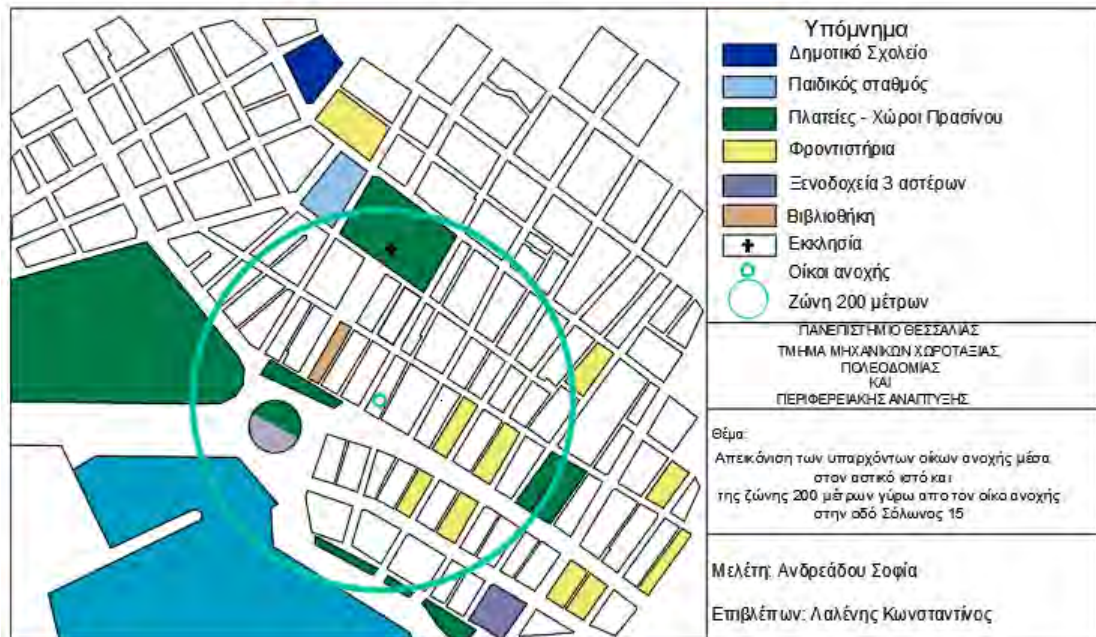 Υπόμνημα
Δημοτικό Σχολείο
Παιδικός σταθμός
Πλατείες - Χώροι Πρασίνου
Φροντιστήρια
Ξενοδοχεία 3 αστέρων
Βιβλιοθήκη
Εκκλησία
Οίκοι ανοχής
Ζώνη 200 μέτρων
ΠΑΝΕΠΙΣΤΗΜΙΟ ΘΕΣΣΑΛΙΑΣ
ΤΜΗΜΑ ΜΗΧΑΝΙΚΩΝ ΧΩΡΟΤΑΞΙΑΣ,
ΠΟΛΕΟΔΟΜΙΑΣ
ΚΑΙ
ΠΕΡΙΦΕΡΕΙΑΚΗΣ ΑΝΑΠΤΥΞΗΣ
Θέμα:
Απεικόνιση των υπαρχόντων οίκων ανοχής μέσα
στον αστικό ιστό και
της ζώνης 200 μέτρων γύρω απο τον οίκο ανοχής
στην οδό Σόλωνος 15
Μελέτη: Ανδρεάδου Σοφία
Επιβλέπων: Λαλένης Κωνσταντίνος